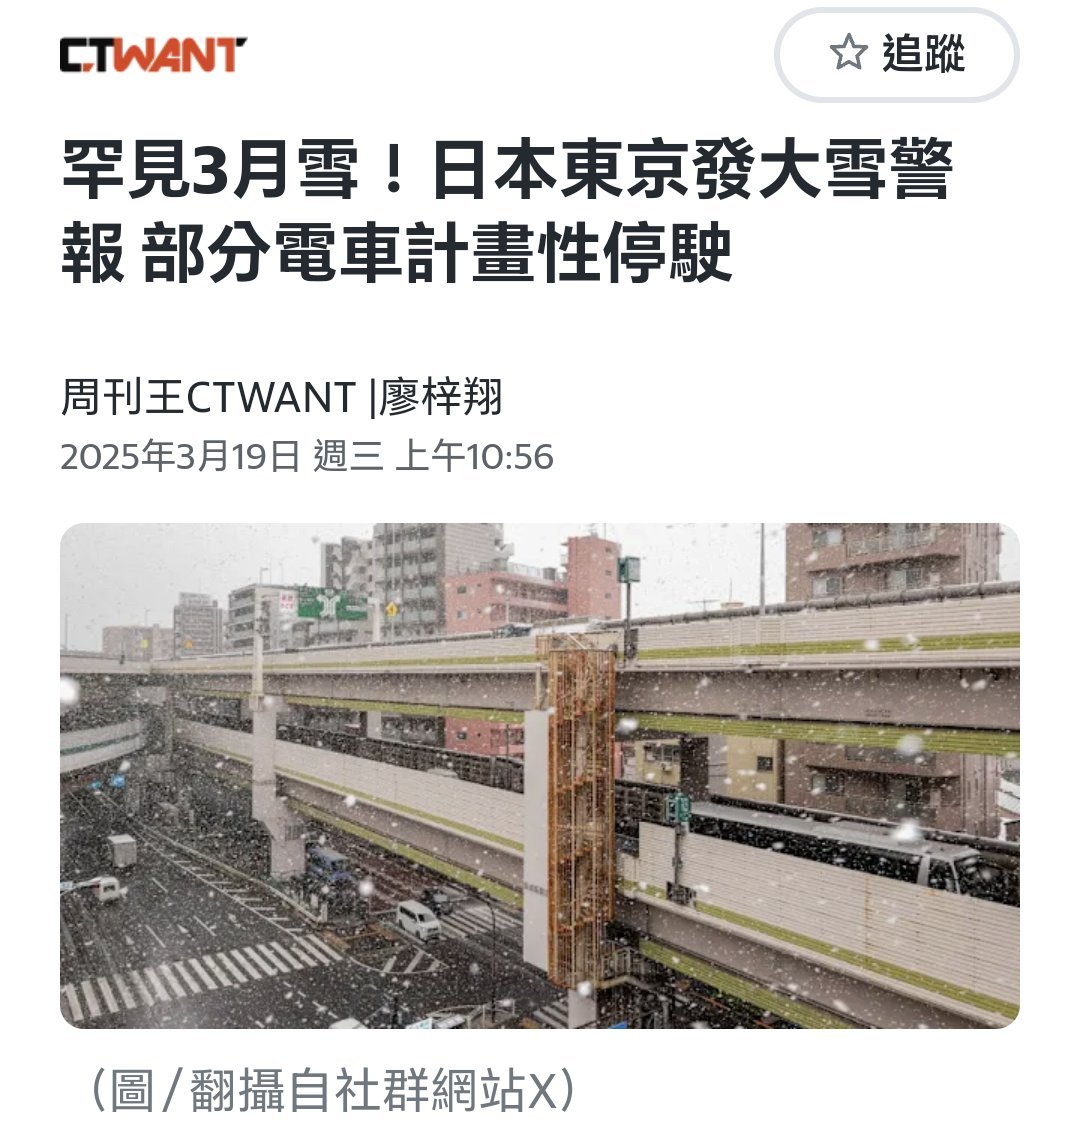 CTWANT
追蹤
罕見3月雪！日本東京發大雪警
報 部分電車計畫性停駛
周刊王CTWANT |廖梓翔
2025年3月19日 週三 上午10:56
（圖／翻攝自社群網站X）